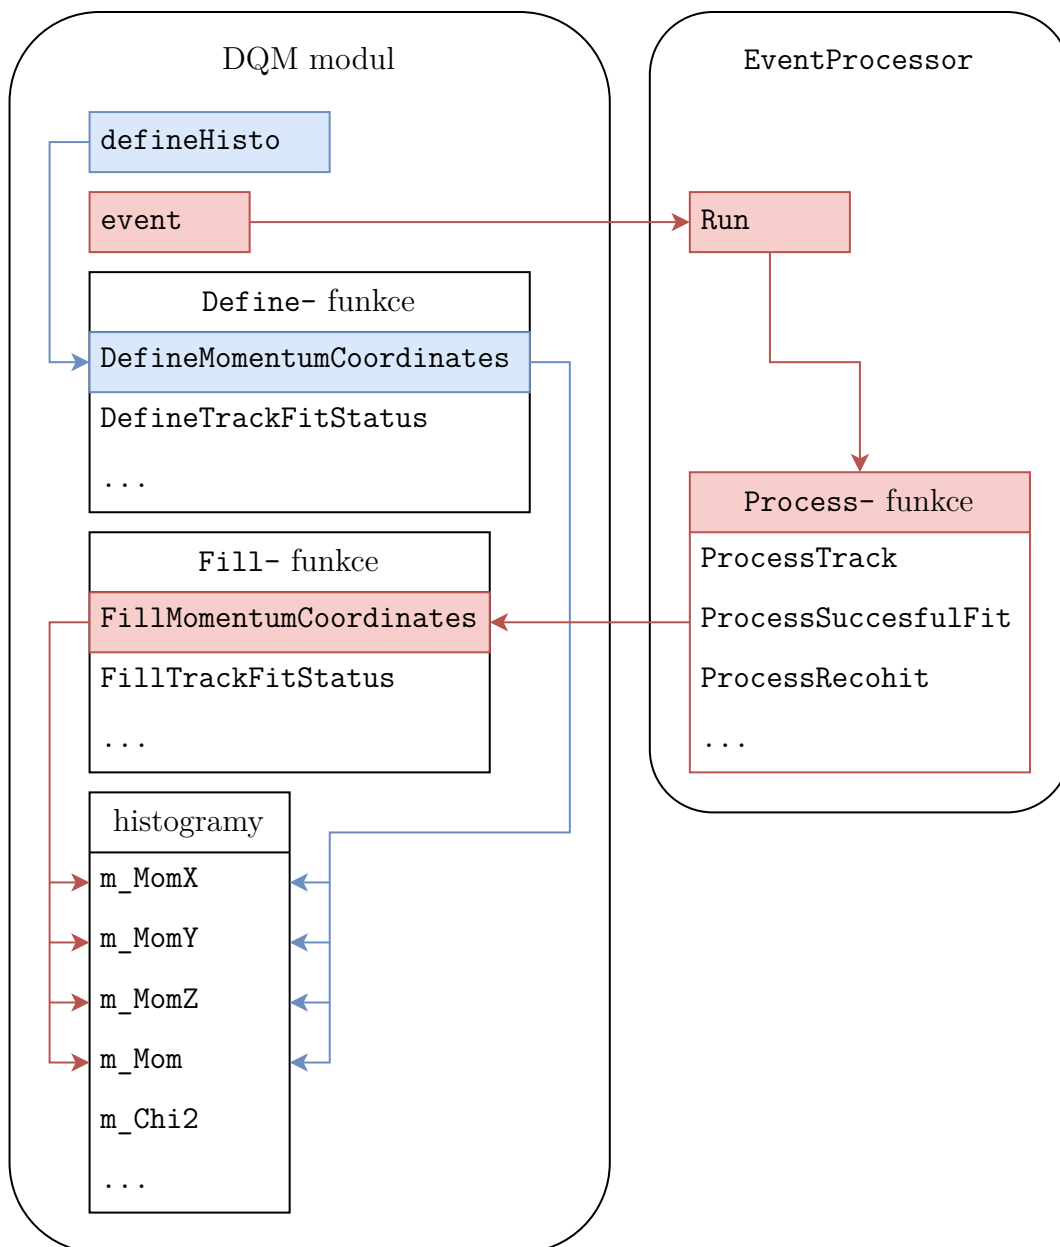 DQM modul
defineHisto
event
Define- funkce
DefineMomentumCoordinates
DefineTrackFitStatus
...
Fill- funkce
FillMomentumCoordinates
FillTrackFitStatus
...
histogramy
m_MomX
m_MomY
m_MomZ
m_Mom
m_Chi2
...
EventProcessor
Run
Process- funkce
ProcessTrack
ProcessSuccesfulFit
ProcessRecohit
...